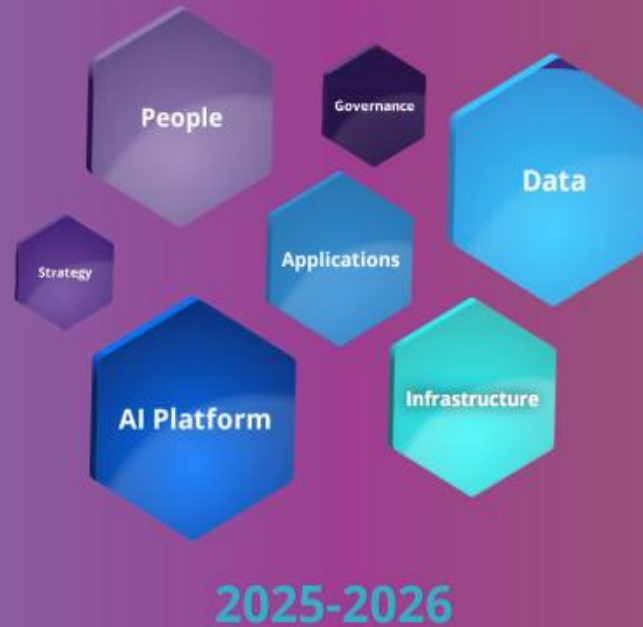 People
Governance
Data
Applications
Strategy
AI Platform
Infrastructure
2025-2026